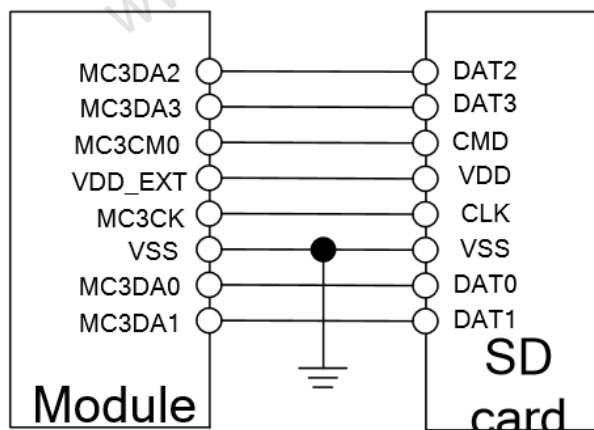 MC3DA2 DAT2
MC3DA3 DAT3
MC3CM0 CMD
VDD_EXT VDD
MC3CK CLK
VSS VSS
MC3DA0 DAT0
MC3DA1 DAT1
Module SD
card